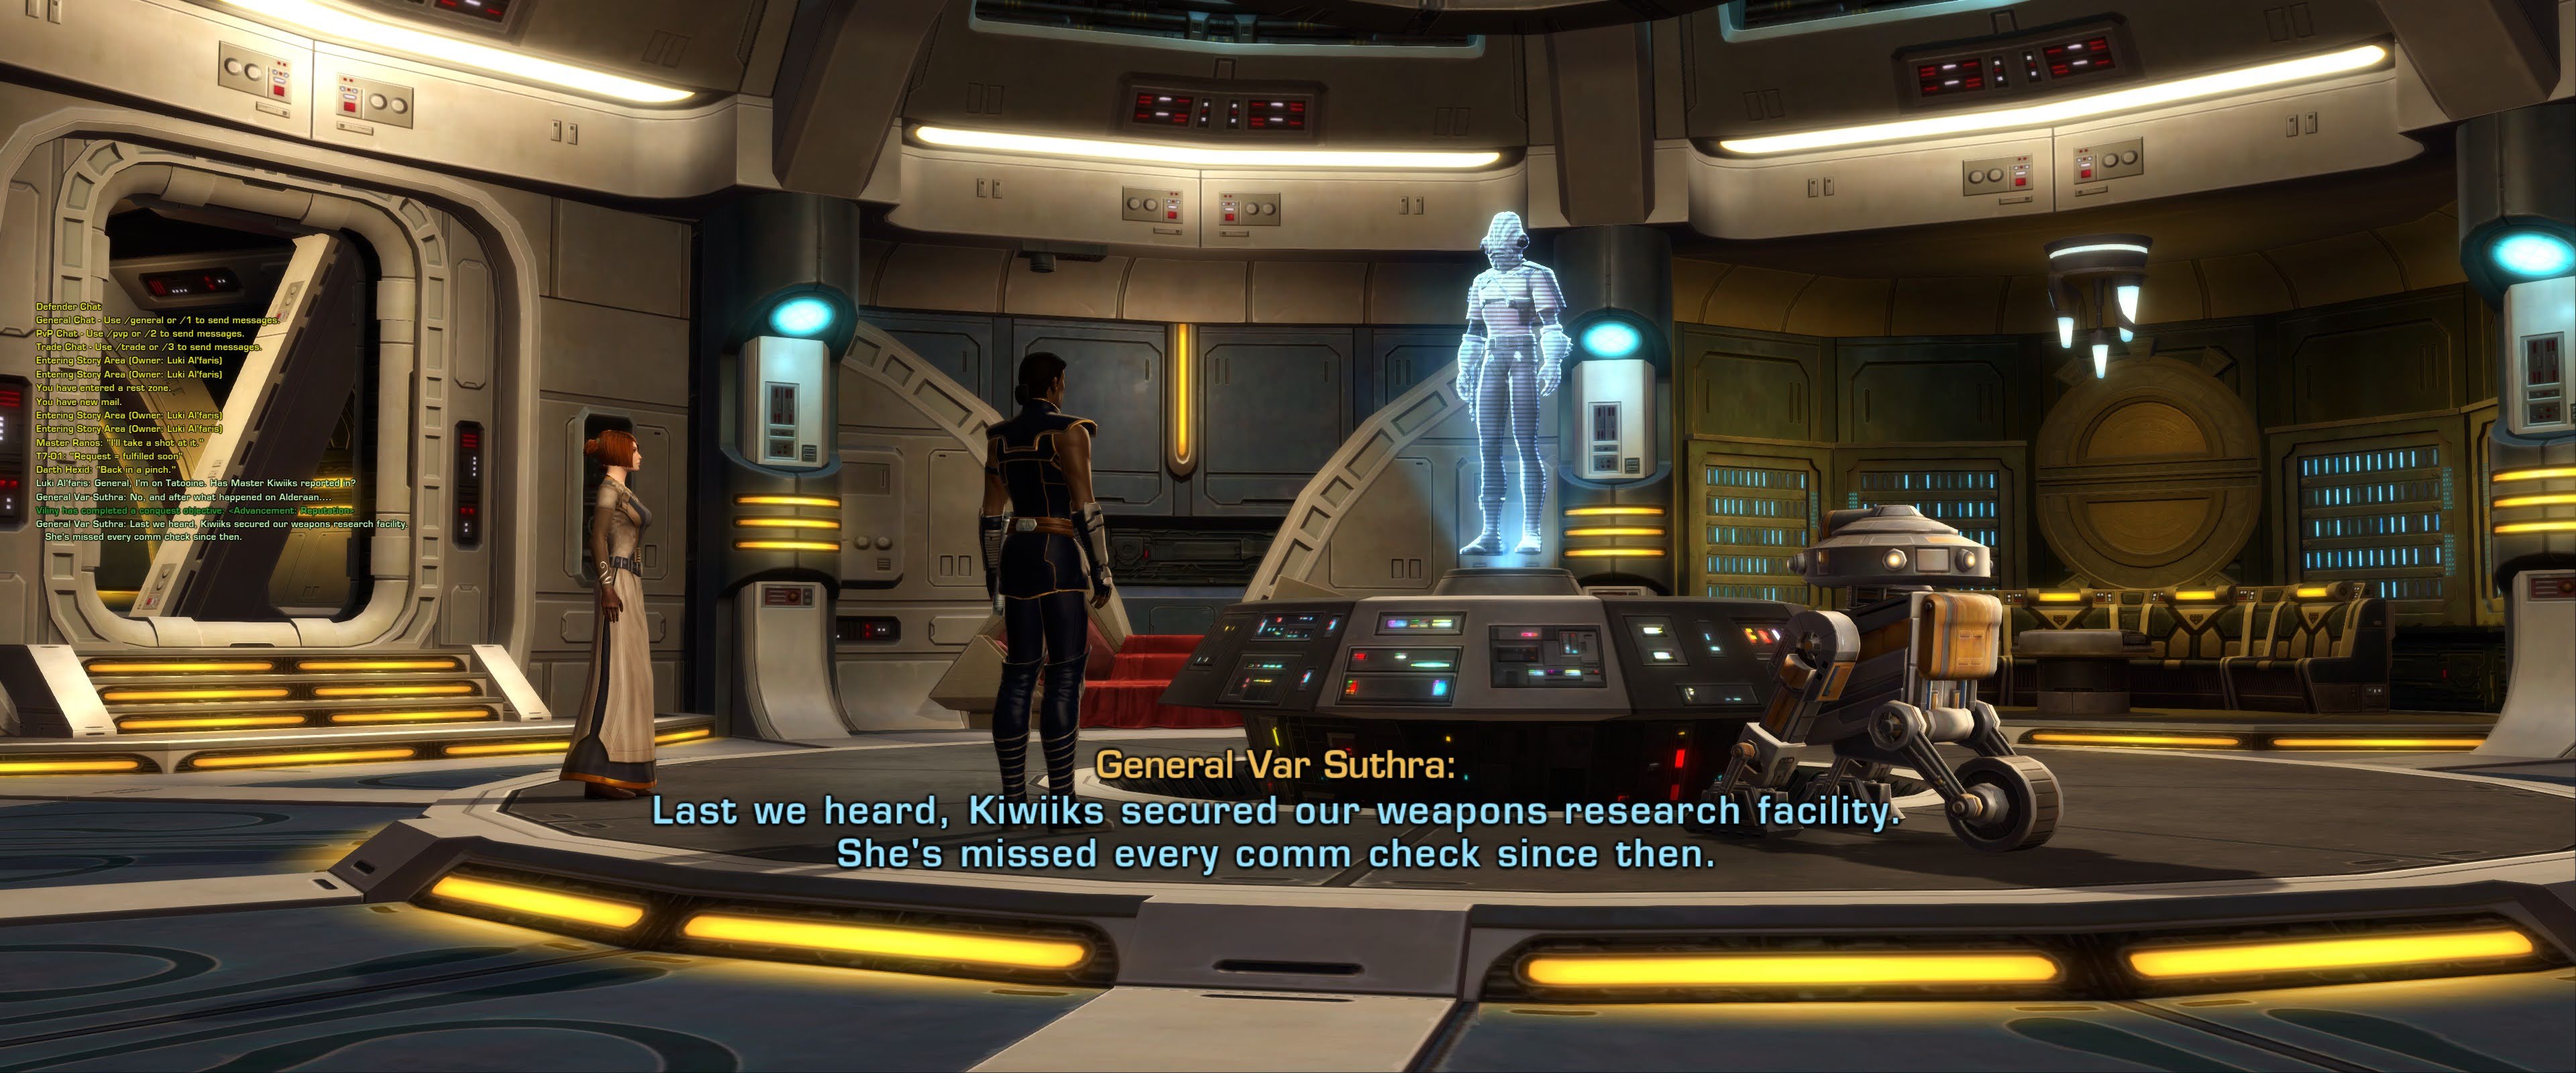 Defender Chat
General Chat - Use /general or /1 to send messages.
PvP Chat - Use /pvp or /2 to send messages.
Trade Chat - Use /trade or /3 to send messages.
Entering Story Area (Owner: Luki Al'faris)
Entering Story Area (Owner: Luki Al'faris)
You have entered a rest zone.
You have new mail.
Entering Story Area (Owner: Luki Al'faris)
Entering Story Area (Owner: Luki Al'faris)
Master Ranos: "I'll take a shot at it."
T7-O1: "Request = fulfilled soon"
Darth Hexid: "Back in a pinch."
Luki Al'faris: General, I'm on Tatooine. Has Master Kiwiiks reported in?
General Var Suthra: No, and after what happened on Alderaan....
Viliny has completed a conquest objective: <Advancement: Reputation>.
General Var Suthra: Last we heard, Kiwiiks secured our weapons research facility.
She's missed every comm check since then.
General Var Suthra:
Last we heard, Kiwiiks secured our weapons research facility.
She's missed every comm check since then.